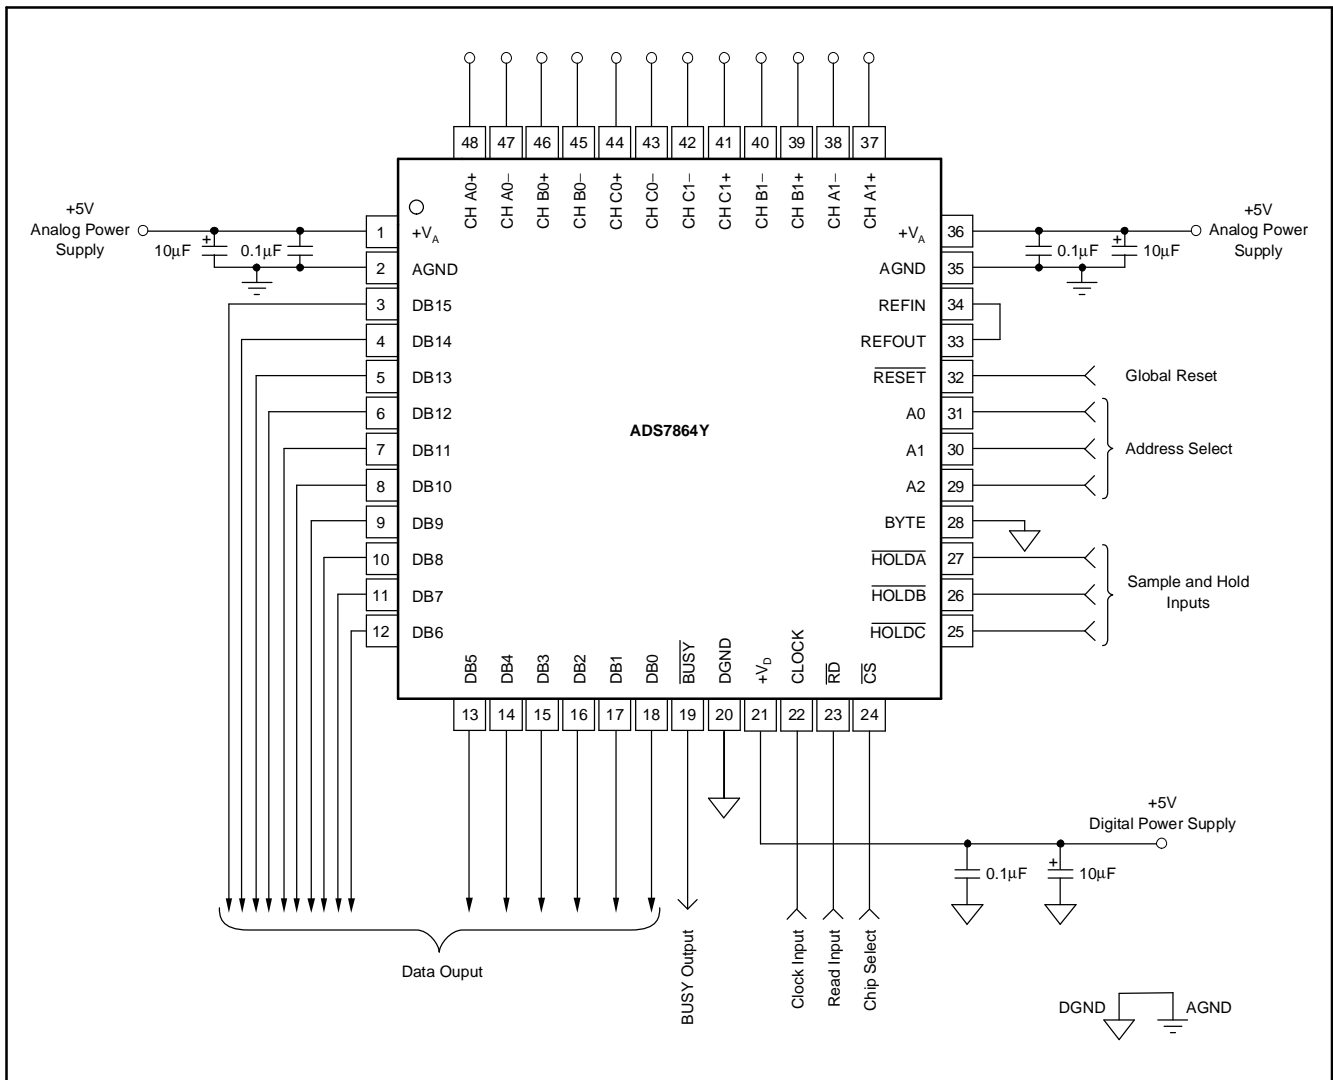 48 47 46 45 44 43 42 41 40 39 38 37
CH A0+
CH A0−
CH B0+
CH B0−
CH C0+
CH C0−
CH C1−
CH C1+
CH B1−
CH B1+
CH A1−
CH A1+
+5V
Analog Power
Supply
10µF
+
0.1µF
1 +VA
2 AGND
3 DB15
4 DB14
5 DB13
6 DB12
7 DB11
8 DB10
9 DB9
10 DB8
11 DB7
12 DB6
ADS7864Y
+VA 36
AGND 35
REFIN 34
REFOUT 33
RESET 32
A0 31
A1 30
A2 29
BYTE 28
HOLDA 27
HOLDB 26
HOLDC 25
0.1µF
+
10µF
+5V
Analog Power
Supply
Global Reset
Address Select
Sample and Hold
Inputs
DB5
DB4
DB3
DB2
DB1
DB0
BUSY
DGND
+VD
CLOCK
RD
CS
13 14 15 16 17 18 19 20 21 22 23 24
+5V
Digital Power Supply
0.1µF
+
10µF
Data Ouput
BUSY Output
Clock Input
Read Input
Chip Select
DGND
AGND